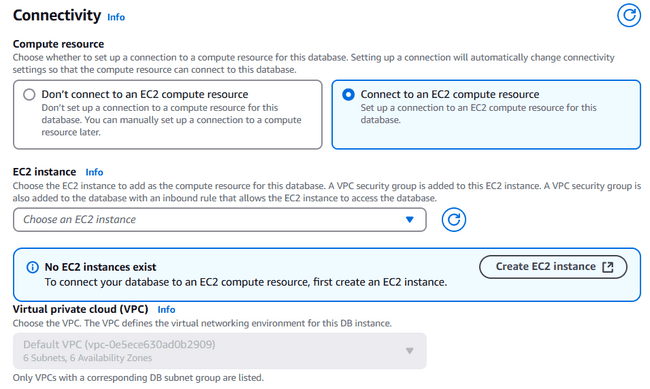 Connectivity Info
Compute resource
Choose whether to set up a connection to a compute resource for this database. Setting up a connection will automatically change connectivity
settings so that the compute resource can connect to this database.
Don't connect to an EC2 compute resource
Don't set up a connection to a compute resource for this
database. You can manually set up a connection to a compute
resource later.
Connect to an EC2 compute resource
Set up a connection to an EC2 compute resource for this
database.
EC2 instance Info
Choose the EC2 instance to add as the compute resource for this database. A VPC security group is added to this EC2 instance. A VPC security group is
also added to the database with an inbound rule that allows the EC2 instance to access the database.
Choose an EC2 instance
No EC2 instances exist
To connect your database to an EC2 compute resource, first create an EC2 instance.
Create EC2 instance
Virtual private cloud (VPC) Info
Choose the VPC. The VPC defines the virtual networking environment for this DB instance.
Default VPC (vpc-0e5ece630ad0b2909)
6 Subnets, 6 Availability Zones
Only VPCs with a corresponding DB subnet group are listed.